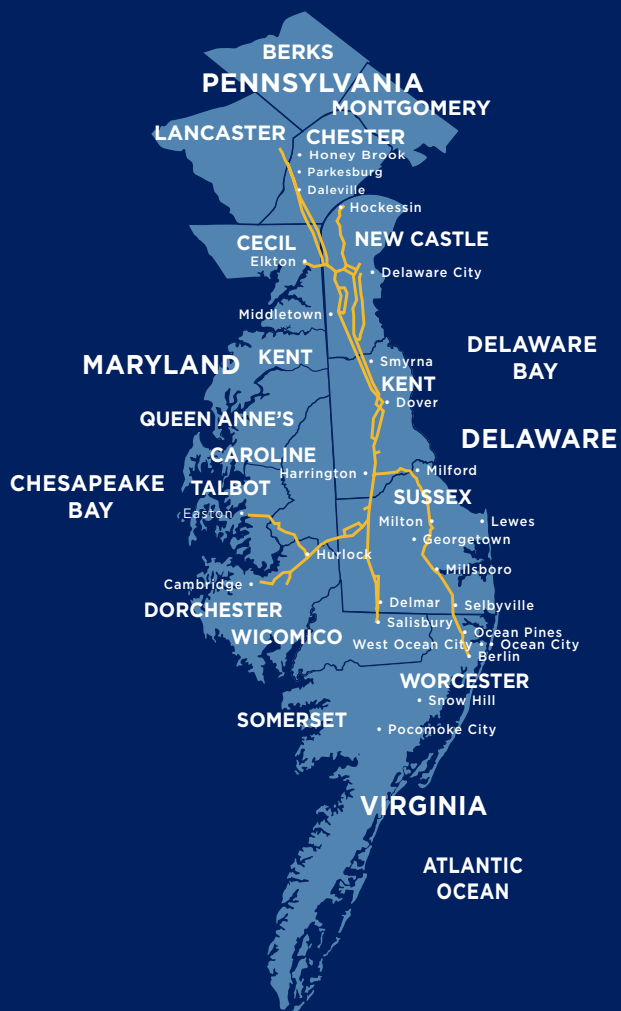 BERKS
PENNSYLVANIA
MONTGOMERY
LANCASTER
CHESTER
• Honey Brook
• Parkesburg
• Daleville
• Hockessin
CECIL
NEW CASTLE
Elkton •
• Delaware City
Middletown •
DELAWARE
BAY
MARYLAND
KENT
• Smyrna
KENT
• Dover
QUEEN ANNE'S
DELAWARE
CAROLINE
Harrington •
• Milford
CHESAPEAKE
BAY
TALBOT
SUSSEX
Easton •
Milton •
• Lewes
• Georgetown
• Hurlock
• Millsboro
Cambridge •
DORCHESTER
• Delmar
• Selbyville
• Salisbury
WICOMICO
• Ocean Pines
West Ocean City •
• Ocean City
• Berlin
WORCESTER
• Snow Hill
SOMERSET
• Pocomoke City
VIRGINIA
ATLANTIC
OCEAN